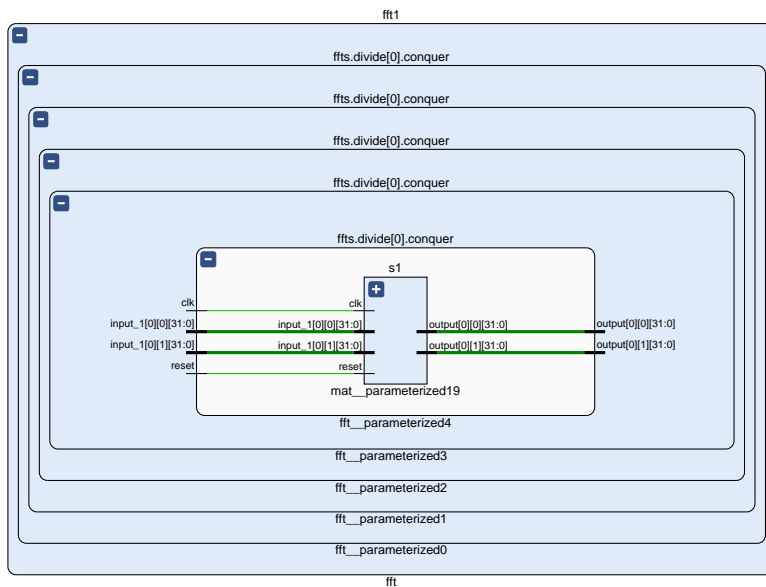 fft1
ffts.divide[0].conquer
ffts.divide[0].conquer
ffts.divide[0].conquer
ffts.divide[0].conquer
ffts.divide[0].conquer
s1
clk
clk
input_1[0][0][31:0]
input_1[0][0][31:0]
output[0][0][31:0]
output[0][0][31:0]
input_1[0][1][31:0]
input_1[0][1][31:0]
output[0][1][31:0]
output[0][1][31:0]
reset
reset
mat__parameterized19
fft__parameterized4
fft__parameterized3
fft__parameterized2
fft__parameterized1
fft__parameterized0
fft